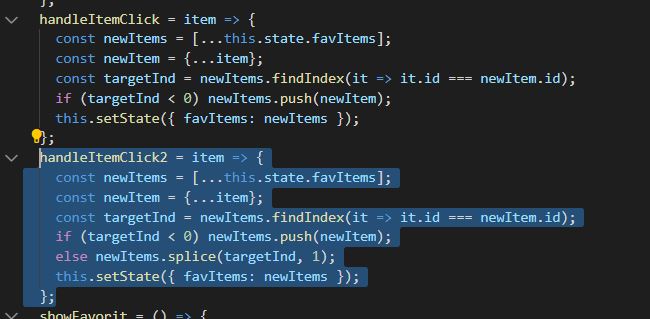 };
handleItemClick = item => {
const newItems = [...this.state.favItems];
const newItem = {...item};
const targetInd = newItems.findIndex(it => it.id === newItem.id);
if (targetInd < 0) newItems.push(newItem);
this.setState({ favItems: newItems });
};
handleItemClick2 = item => {
const newItems = [...this.state.favItems];
const newItem = {...item};
const targetInd = newItems.findIndex(it => it.id === newItem.id);
if (targetInd < 0) newItems.push(newItem);
else newItems.splice(targetInd, 1);
this.setState({ favItems: newItems });
};
showFavorit = () => {